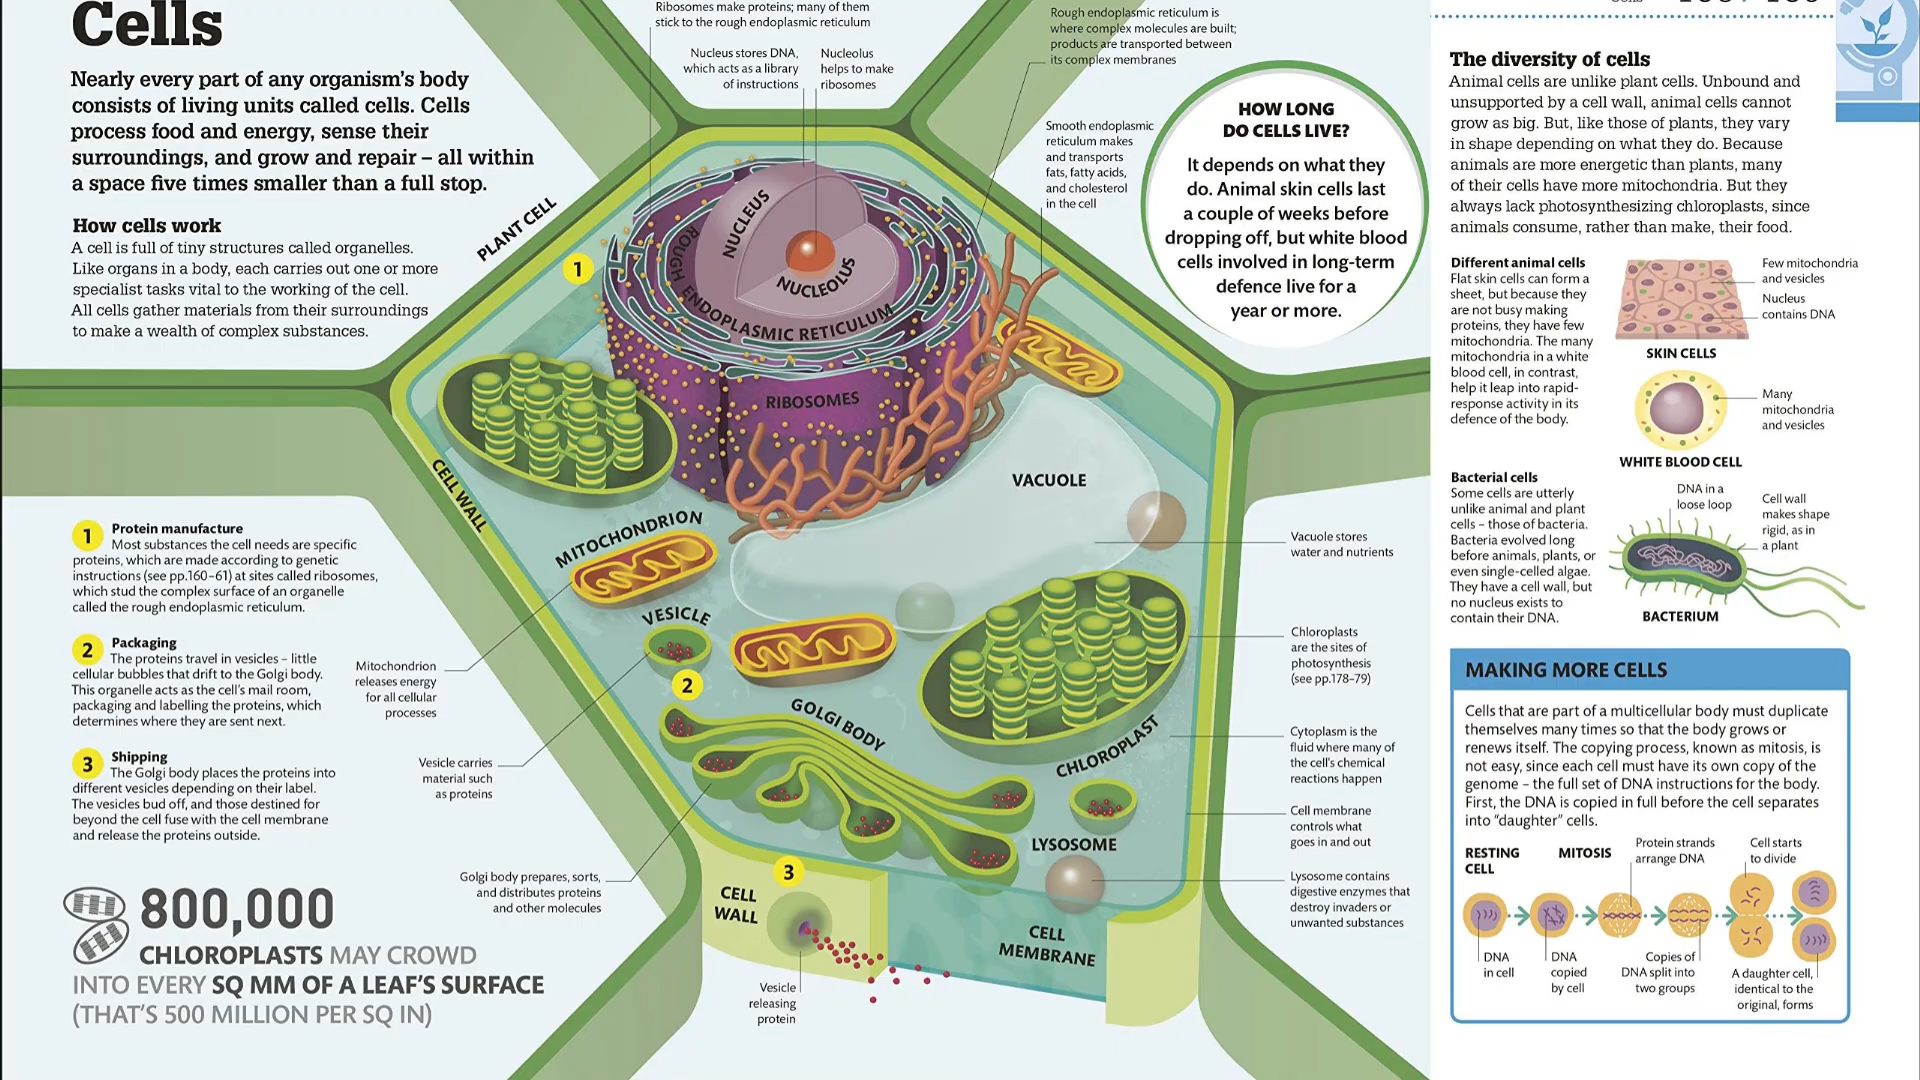 Cells
Nearly every part of any organism's body
consists of living units called cells. Cells
process food and energy, sense their
surroundings, and grow and repair – all within
a space five times smaller than a full stop.
How cells work
A cell is full of tiny structures called organelles.
Like organs in a body, each carries out one or more
specialist tasks vital to the working of the cell.
All cells gather materials from their surroundings
to make a wealth of complex substances.
1 Protein manufacture
Most substances the cell needs are specific
proteins, which are made according to genetic
instructions (see pp.160–61) at sites called ribosomes,
which stud the complex surface of an organelle
called the rough endoplasmic reticulum.
2 Packaging
The proteins travel in vesicles – little
cellular bubbles that drift to the Golgi body.
This organelle acts as the cell's mail room,
packaging and labelling the proteins, which
determines where they are sent next.
3 Shipping
The Golgi body places the proteins into
different vesicles depending on their label.
The vesicles bud off, and those destined for
beyond the cell fuse with the cell membrane
and release the proteins outside.
800,000
CHLOROPLASTS MAY CROWD
INTO EVERY SQ MM OF A LEAF'S SURFACE
(THAT'S 500 MILLION PER SQ IN)
Ribosomes make proteins; many of them
stick to the rough endoplasmic reticulum
Nucleus stores DNA,
which acts as a library
of instructions
Nucleolus
helps to make
ribosomes
Rough endoplasmic reticulum is
where complex molecules are built;
products are transported between
its complex membranes
Smooth endoplasmic
reticulum makes
and transports
fats, fatty acids,
and cholesterol
in the cell
HOW LONG
DO CELLS LIVE?
It depends on what they
do. Animal skin cells last
a couple of weeks before
dropping off, but white blood
cells involved in long-term
defence live for a
year or more.
PLANT CELL
1
NUCLEUS
NUCLEOLUS
ROUGH ENDOPLASMIC RETICULUM
RIBOSOMES
CELL WALL
VACUOLE
MITOCHONDRION
VESICLE
2
GOLGI BODY
CHLOROPLAST
LYSOSOME
3
CELL
WALL
CELL
MEMBRANE
Mitochondrion
releases energy
for all cellular
processes
Vesicle carries
material such
as proteins
Golgi body prepares, sorts,
and distributes proteins
and other molecules
Vesicle
releasing
protein
Vacuole stores
water and nutrients
Chloroplasts
are the sites of
photosynthesis
(see pp.178–79)
Cytoplasm is the
fluid where many of
the cell's chemical
reactions happen
Cell membrane
controls what
goes in and out
Lysosome contains
digestive enzymes that
destroy invaders or
unwanted substances
The diversity of cells
Animal cells are unlike plant cells. Unbound and
unsupported by a cell wall, animal cells cannot
grow as big. But, like those of plants, they vary
in shape depending on what they do. Because
animals are more energetic than plants, many
of their cells have more mitochondria. But they
always lack photosynthesizing chloroplasts, since
animals consume, rather than make, their food.
Different animal cells
Flat skin cells can form a
sheet, but because they
are not busy making
proteins, they have few
mitochondria. The many
mitochondria in a white
blood cell, in contrast,
help it leap into rapid-
response activity in its
defence of the body.
Few mitochondria
and vesicles
Nucleus
contains DNA
SKIN CELLS
Many
mitochondria
and vesicles
WHITE BLOOD CELL
Bacterial cells
Some cells are utterly
unlike animal and plant
cells – those of bacteria.
Bacteria evolved long
before animals, plants, or
even single-celled algae.
They have a cell wall, but
no nucleus exists to
contain their DNA.
DNA in a
loose loop
Cell wall
makes shape
rigid, as in
a plant
BACTERIUM
MAKING MORE CELLS
Cells that are part of a multicellular body must duplicate
themselves many times so that the body grows or
renews itself. The copying process, known as mitosis, is
not easy, since each cell must have its own copy of the
genome – the full set of DNA instructions for the body.
First, the DNA is copied in full before the cell separates
into "daughter" cells.
RESTING
CELL
MITOSIS
Protein strands
arrange DNA
Cell starts
to divide
DNA
in cell
DNA
copied
by cell
Copies of
DNA split into
two groups
A daughter cell,
identical to the
original, forms